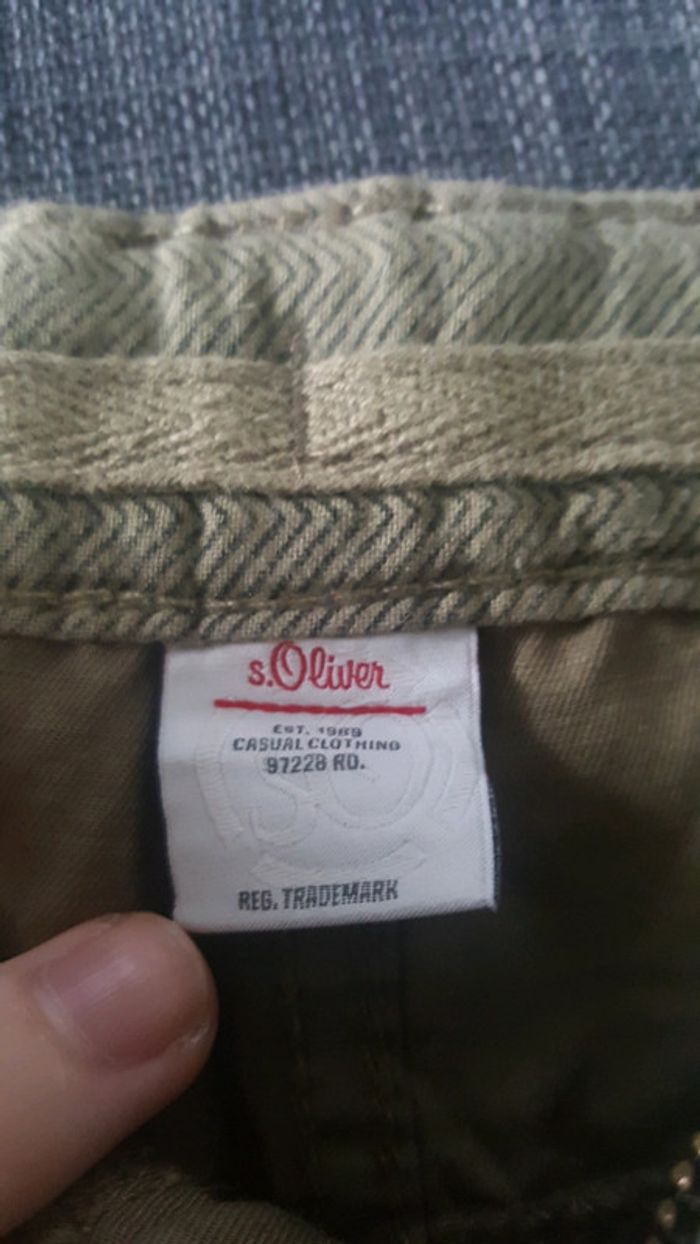 s.Oliver
EST. 1969
CASUAL CLOTHING
97228 RD.
REG. TRADEMARK